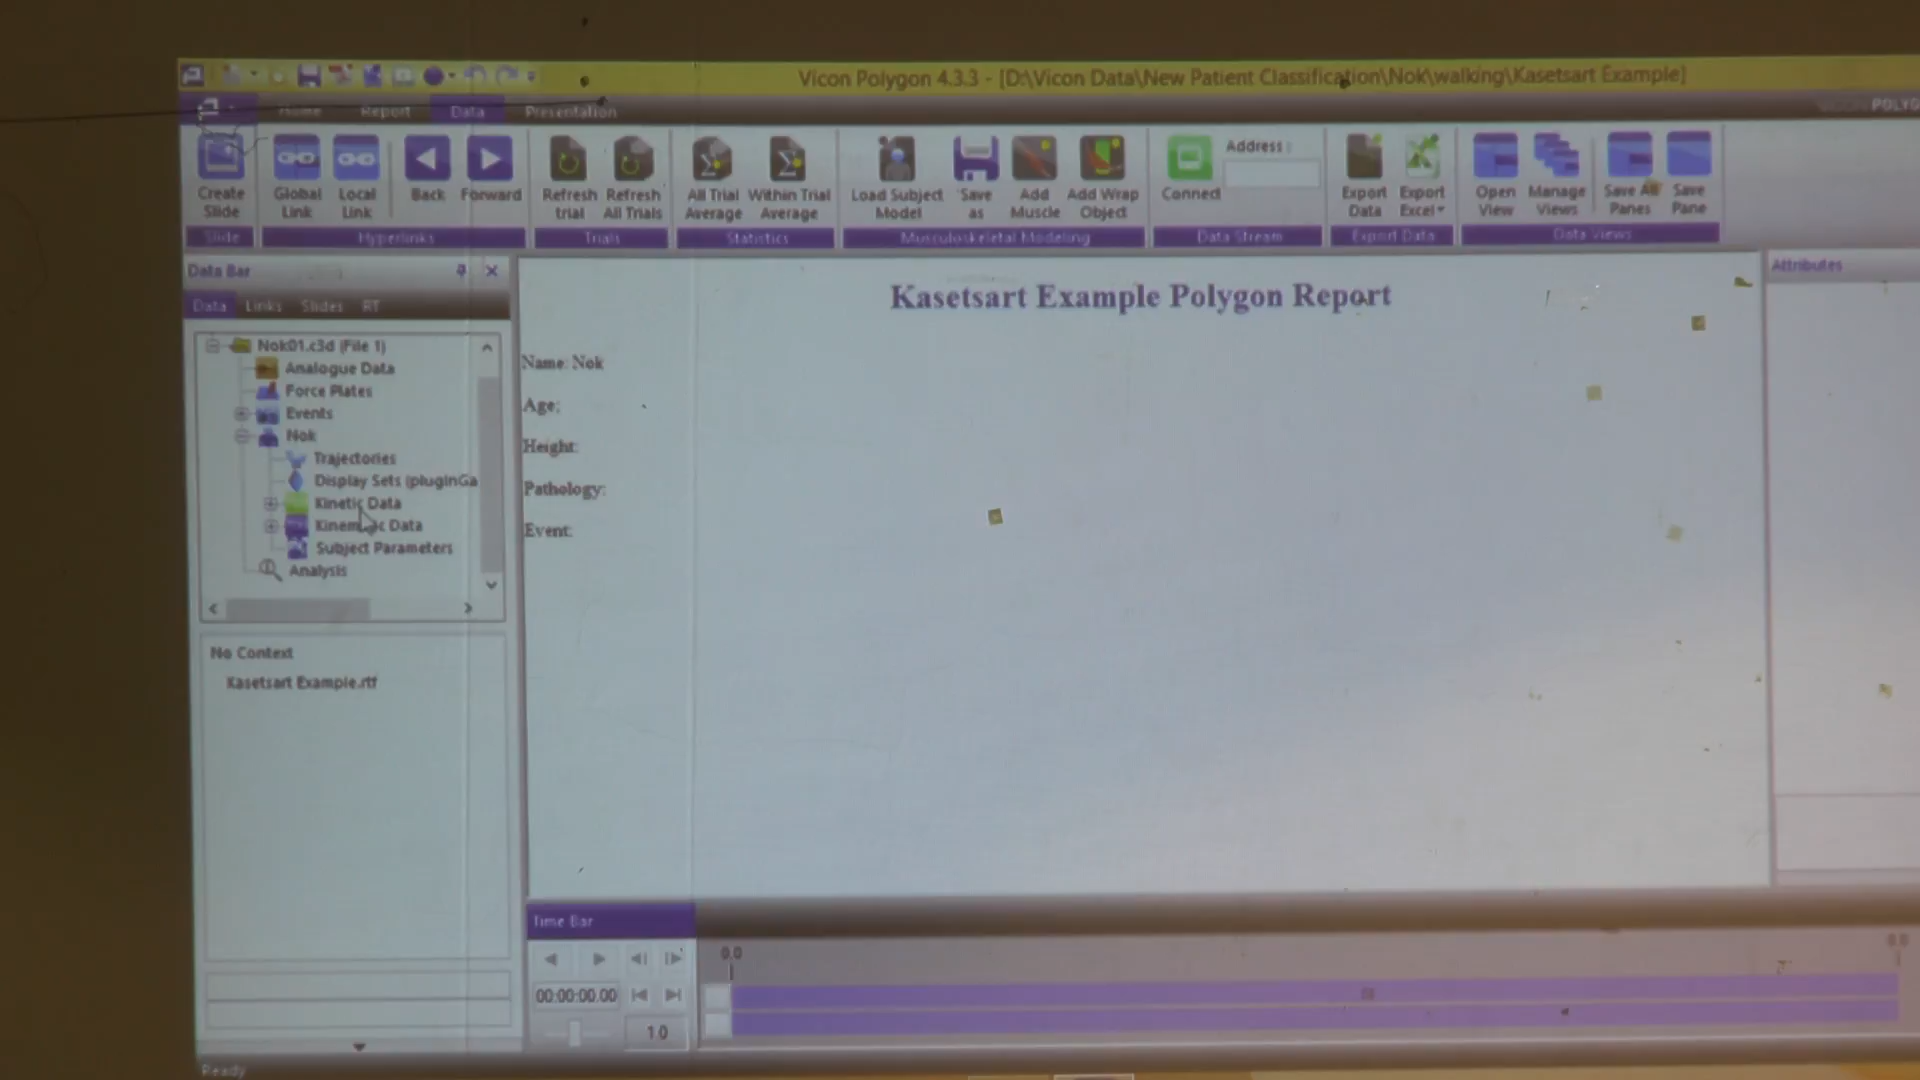 Vicon Polygon 4.3.3 - [D:\Vicon Data\New Patient Classification\Nok\walking\Kasetsart Example]
Home Report Data Presentation
Create Slide
Global Link
Local Link
Back
Forward
Refresh trial
Refresh All Trials
All Trial Average
Within Trial Average
Load Subject Model
Save as
Add Muscle
Add Wrap Object
Connect
Address :
Export Data
Export Excel
Open View
Manage Views
Save All Panes
Save Pane
Slide Hyperlinks Trials Statistics Musculoskeletal Modeling Data Stream Export Data Data Views
Data Bar
Data Links Slides RT
Nok01.c3d (File 1)
Analogue Data
Force Plates
Events
Nok
Trajectories
Display Sets (pluginGa
Kinetic Data
Kinematic Data
Subject Parameters
Analysis
No Context
Kasetsart Example.rtf
Kasetsart Example Polygon Report
Name: Nok
Age:
Height:
Pathology:
Event:
Attributes
Time Bar
0.0
0.0
00:00:00.00
1.0
Ready